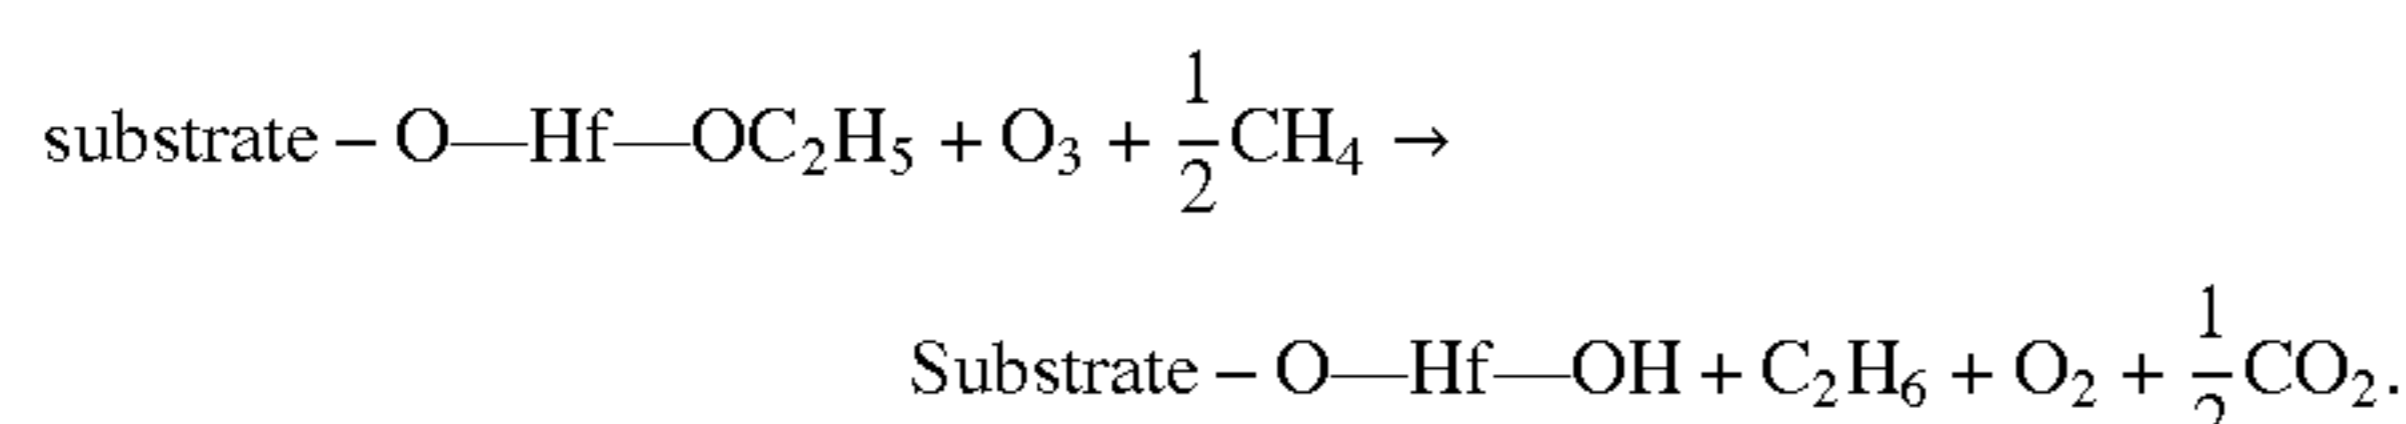 substrate – O—Hf—OC₂H₅ + O₃ + 1/2 CH₄ →
Substrate – O—Hf—OH + C₂H₆ + O₂ + 1/2 CO₂.